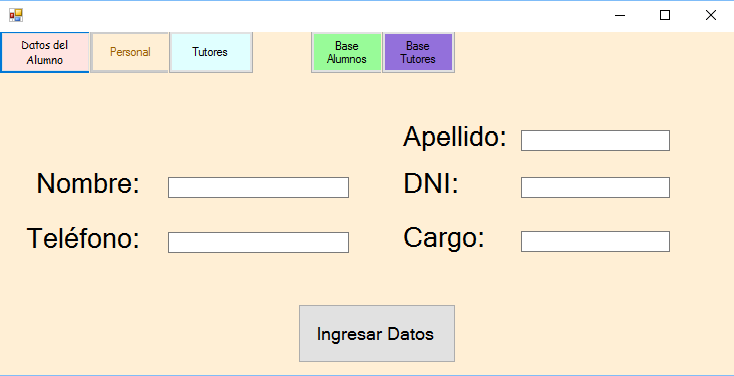 Datos del
Alumno
Personal
Tutores
Base
Alumnos
Base
Tutores
Apellido:
Nombre:
DNI:
Teléfono:
Cargo:
Ingresar Datos